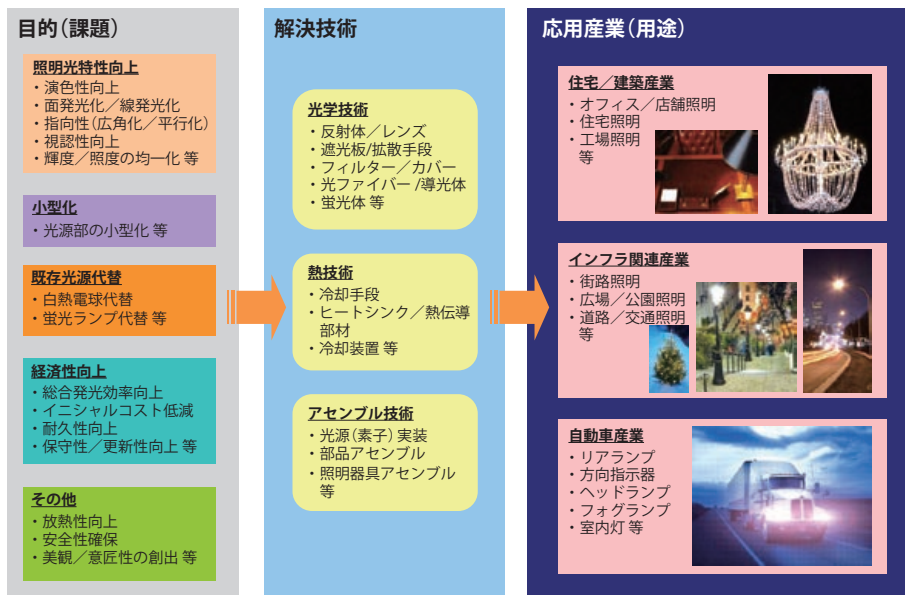 目的（課題）
照明光特性向上
・演色性向上
・面発光化／線発光化
・指向性（広角化／平行化）
・視認性向上
・輝度／照度の均一化 等
小型化
・光源部の小型化 等
既存光源代替
・白熱電球代替
・蛍光ランプ代替 等
経済性向上
・総合発光効率向上
・イニシャルコスト低減
・耐久性向上
・保守性／更新性向上 等
その他
・放熱性向上
・安全性確保
・美観／意匠性の創出 等
解決技術
光学技術
・反射体／レンズ
・遮光板/拡散手段
・フィルター／カバー
・光ファイバー /導光体
・蛍光体 等
熱技術
・冷却手段
・ヒートシンク／熱伝導
部材
・冷却装置 等
アセンブル技術
・光源（素子）実装
・部品アセンブル
・照明器具アセンブル
等
応用産業（用途）
住宅／建築産業
・オフィス／店舗照明
・住宅照明
・工場照明
等
インフラ関連産業
・街路照明
・広場／公園照明
・道路／交通照明
等
自動車産業
・リアランプ
・方向指示器
・ヘッドランプ
・フォグランプ
・室内灯 等